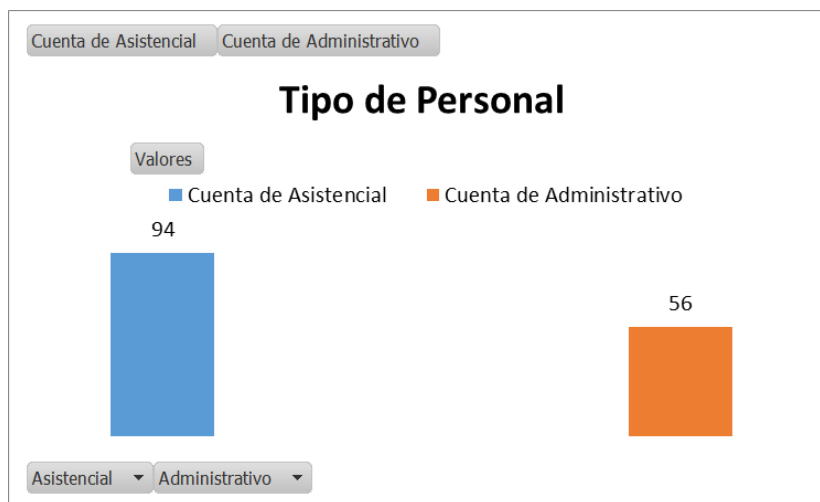 Cuenta de Asistencial Cuenta de Administrativo
Tipo de Personal
Valores
Cuenta de Asistencial Cuenta de Administrativo
94
56
Asistencial Administrativo